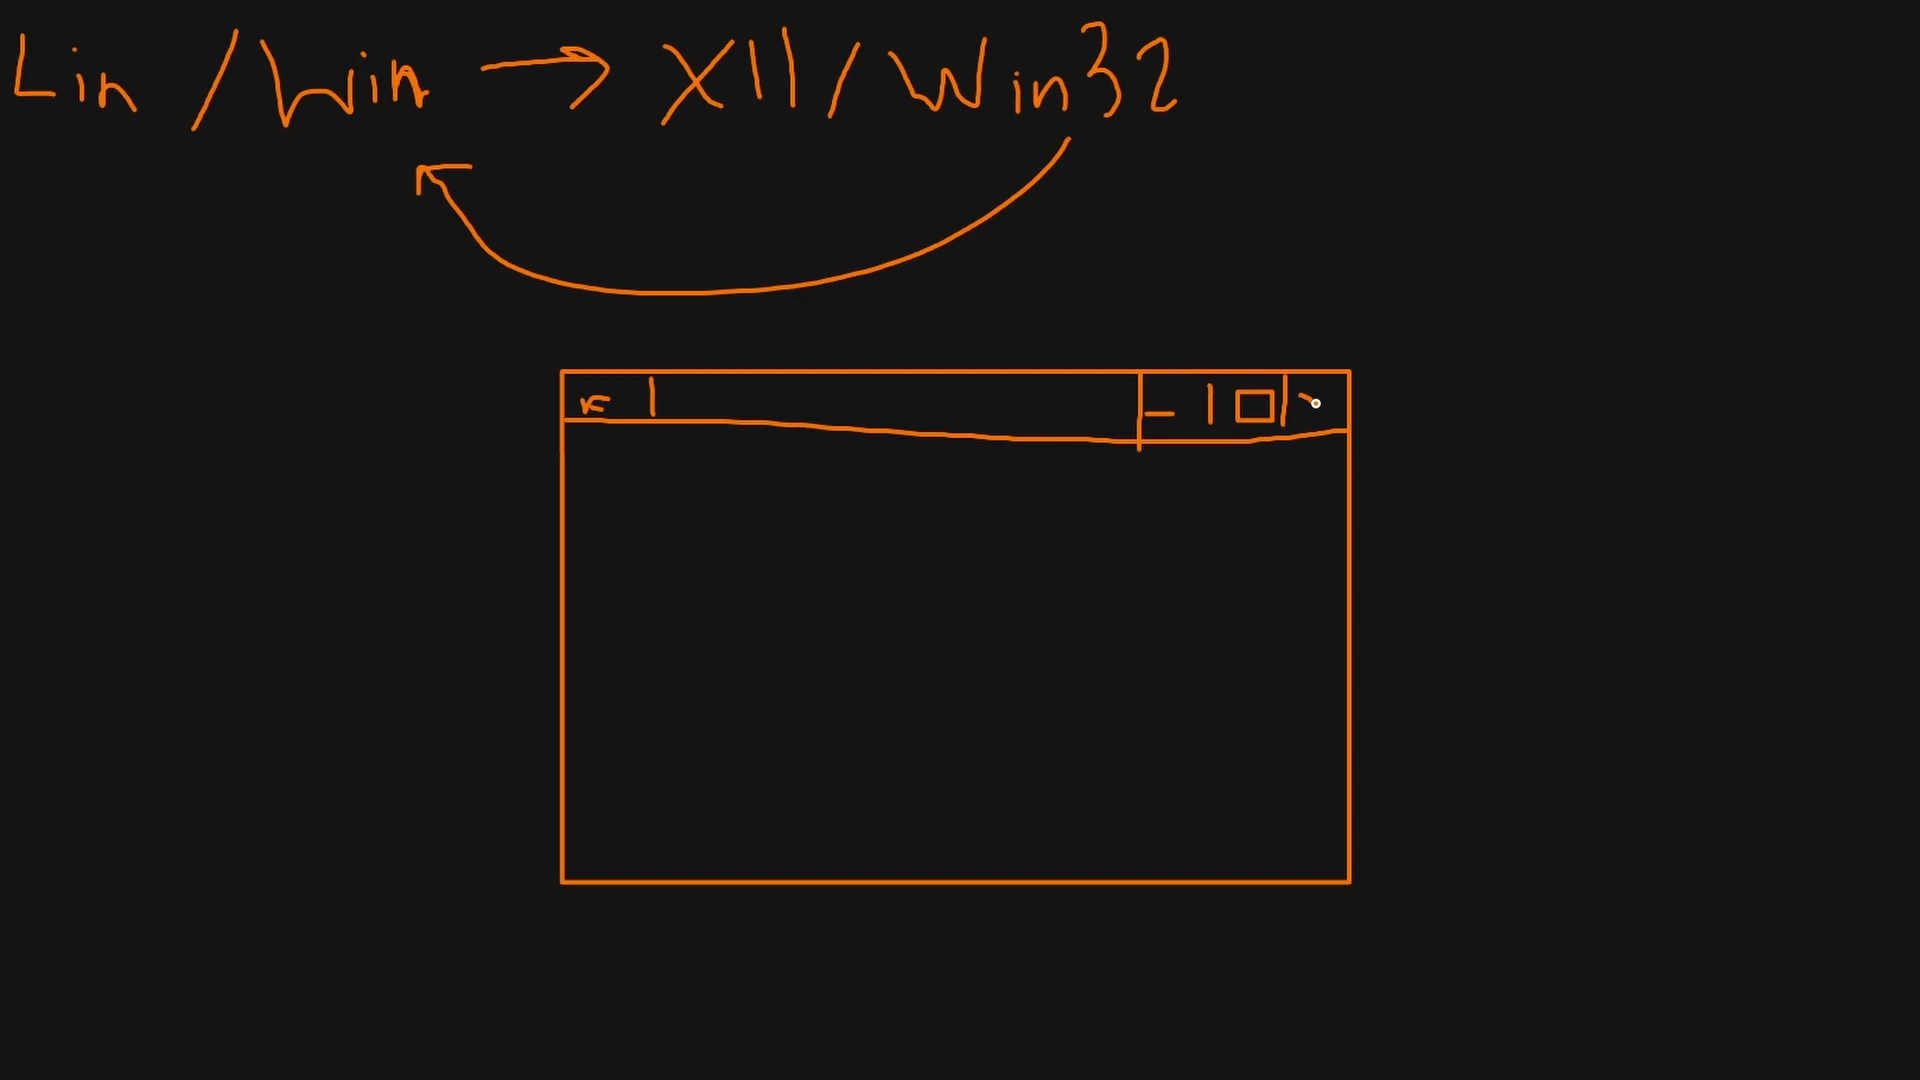 Lin / Win → X11 / Win32